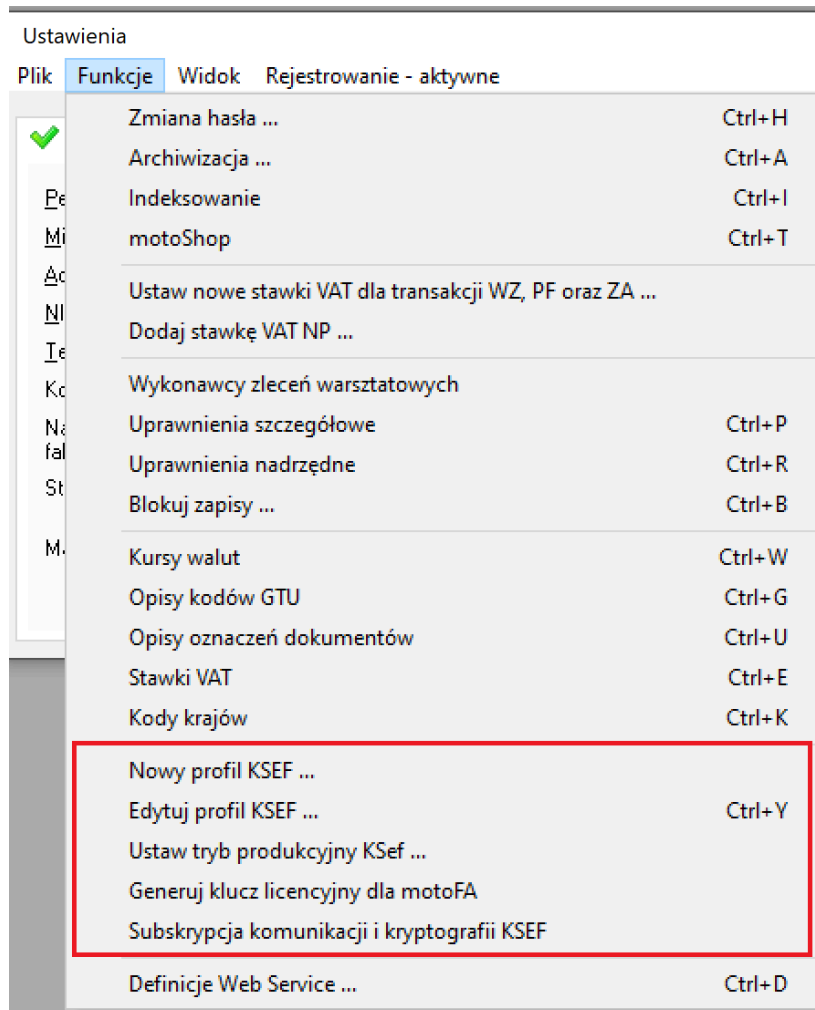 Ustawienia
Plik Funkcje Widok Rejestrowanie - aktywne
Zmiana hasła ... Ctrl+H
Archiwizacja ... Ctrl+A
Indeksowanie Ctrl+I
motoShop Ctrl+T
Ustaw nowe stawki VAT dla transakcji WZ, PF oraz ZA ...
Dodaj stawkę VAT NP ...
Wykonawcy zleceń warsztatowych
Uprawnienia szczegółowe Ctrl+P
Uprawnienia nadrzędne Ctrl+R
Blokuj zapisy ... Ctrl+B
Kursy walut Ctrl+W
Opisy kodów GTU Ctrl+G
Opisy oznaczeń dokumentów Ctrl+U
Stawki VAT Ctrl+E
Kody krajów Ctrl+K
Nowy profil KSEF ...
Edytuj profil KSEF ... Ctrl+Y
Ustaw tryb produkcyjny KSef ...
Generuj klucz licencyjny dla motoFA
Subskrypcja komunikacji i kryptografii KSEF
Definicje Web Service ... Ctrl+D